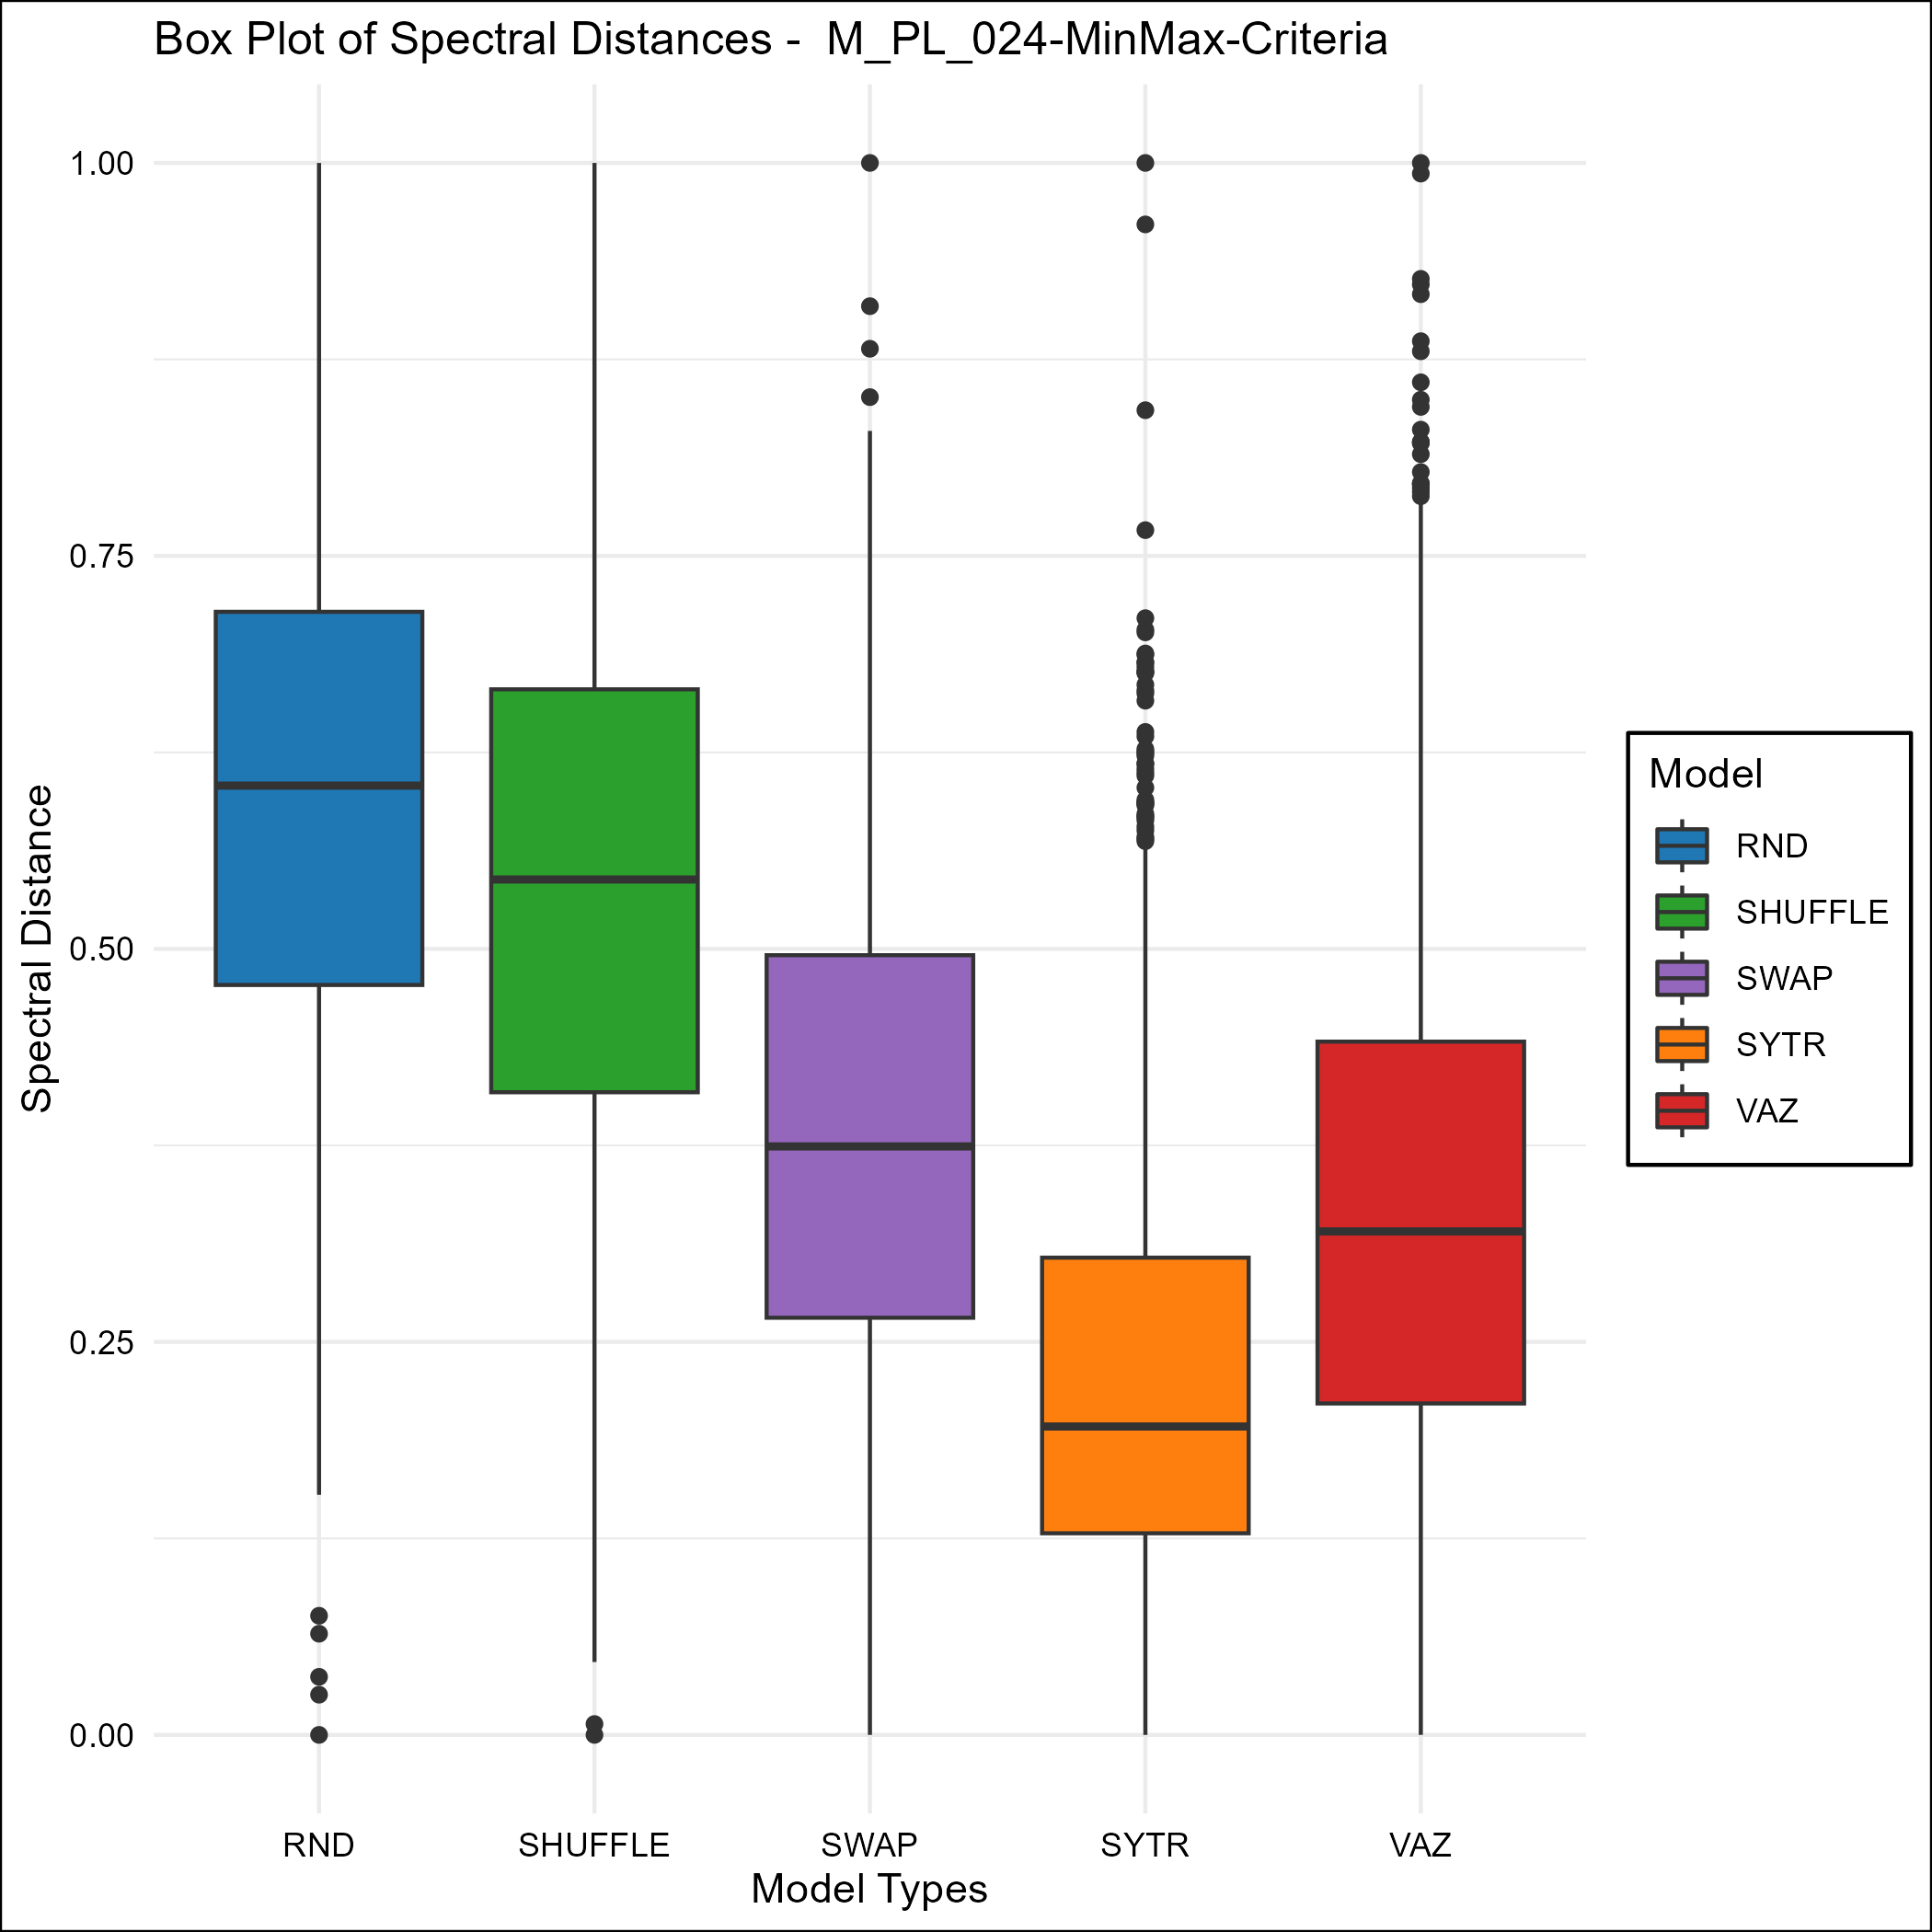 Box Plot of Spectral Distances -  M_PL_024-MinMax-Criteria
Spectral Distance
1.00
0.75
0.50
0.25
0.00
RND SHUFFLE SWAP SYTR VAZ
Model Types
Model
RND
SHUFFLE
SWAP
SYTR
VAZ